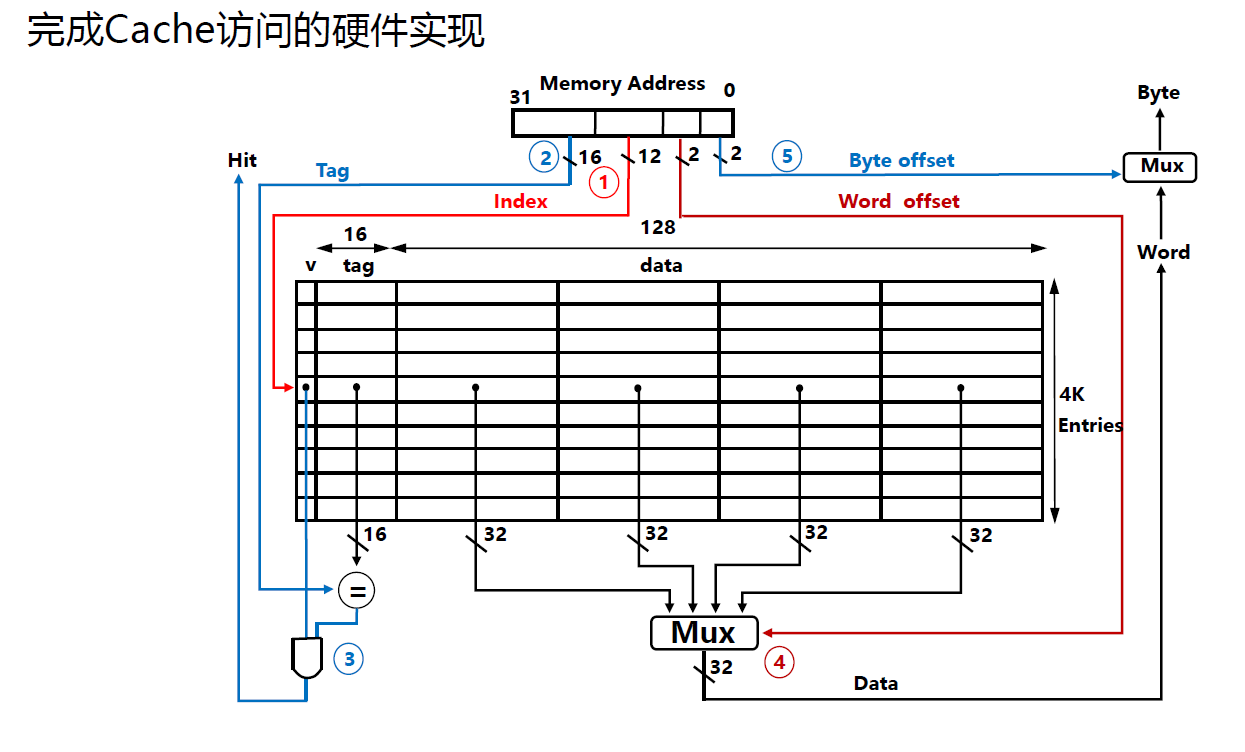 完成Cache访问的硬件实现
Memory Address
31
0
Byte
② 16
12
2
2
⑤
Byte offset
Mux
Hit
Tag
①
Index
Word offset
16
128
Word
v
tag
data
4K
Entries
16
32
32
32
32
=
Mux
③
④
32
Data